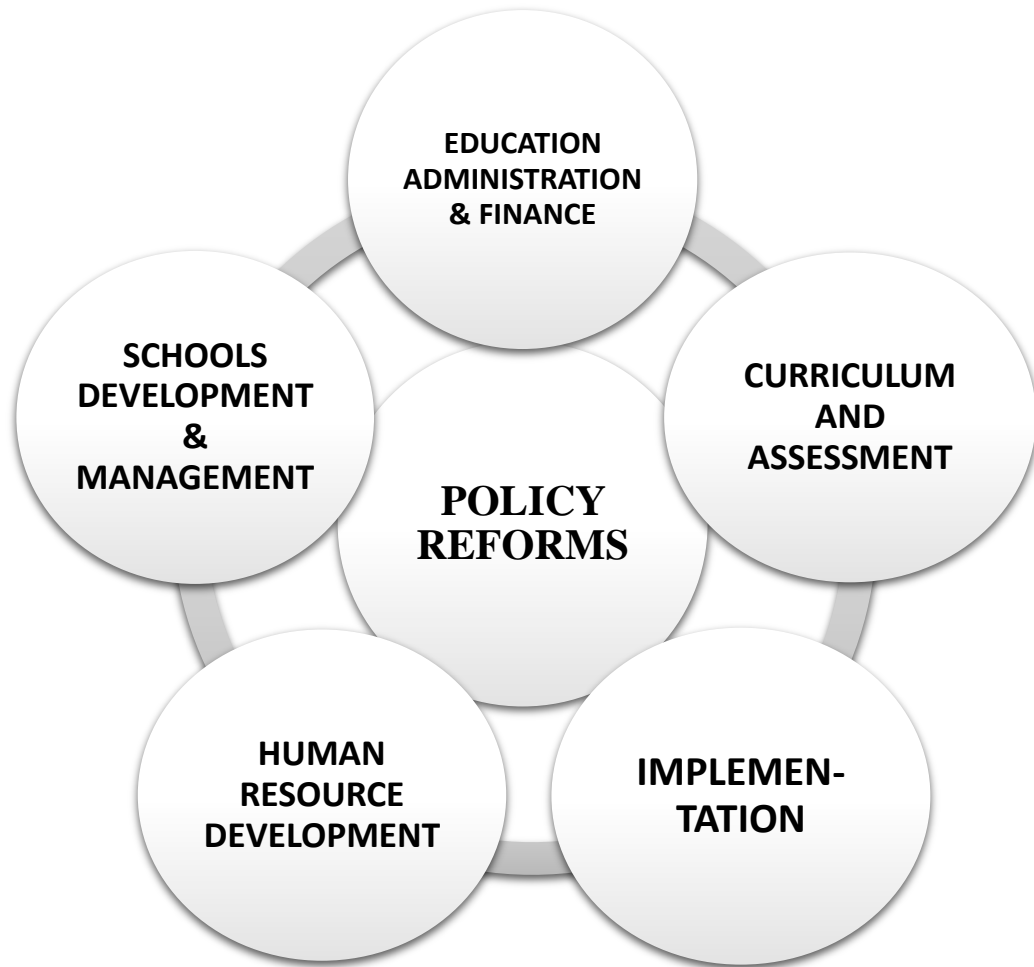 EDUCATION
ADMINISTRATION
& FINANCE
SCHOOLS
DEVELOPMENT
&
MANAGEMENT
CURRICULUM
AND
ASSESSMENT
POLICY
REFORMS
HUMAN
RESOURCE
DEVELOPMENT
IMPLEMEN-
TATION